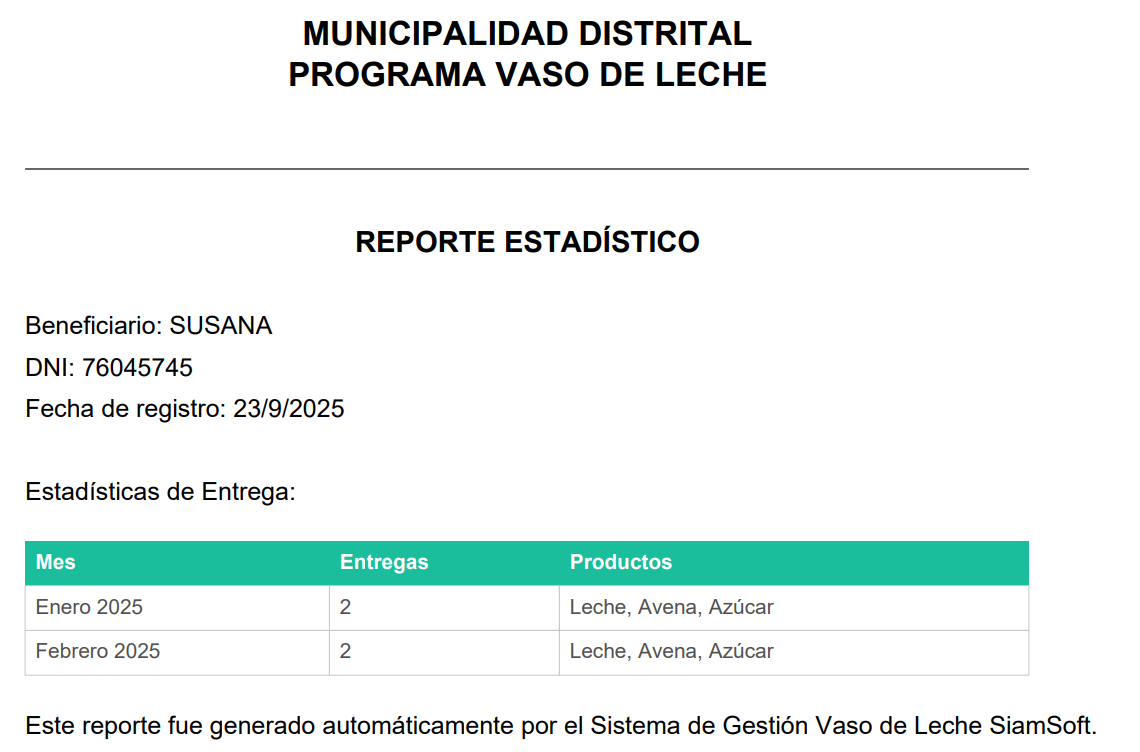 MUNICIPALIDAD DISTRITAL
PROGRAMA VASO DE LECHE
REPORTE ESTADÍSTICO
Beneficiario: SUSANA
DNI: 76045745
Fecha de registro: 23/9/2025
Estadísticas de Entrega:
Mes Entregas Productos
Enero 2025 2 Leche, Avena, Azúcar
Febrero 2025 2 Leche, Avena, Azúcar
Este reporte fue generado automáticamente por el Sistema de Gestión Vaso de Leche SiamSoft.